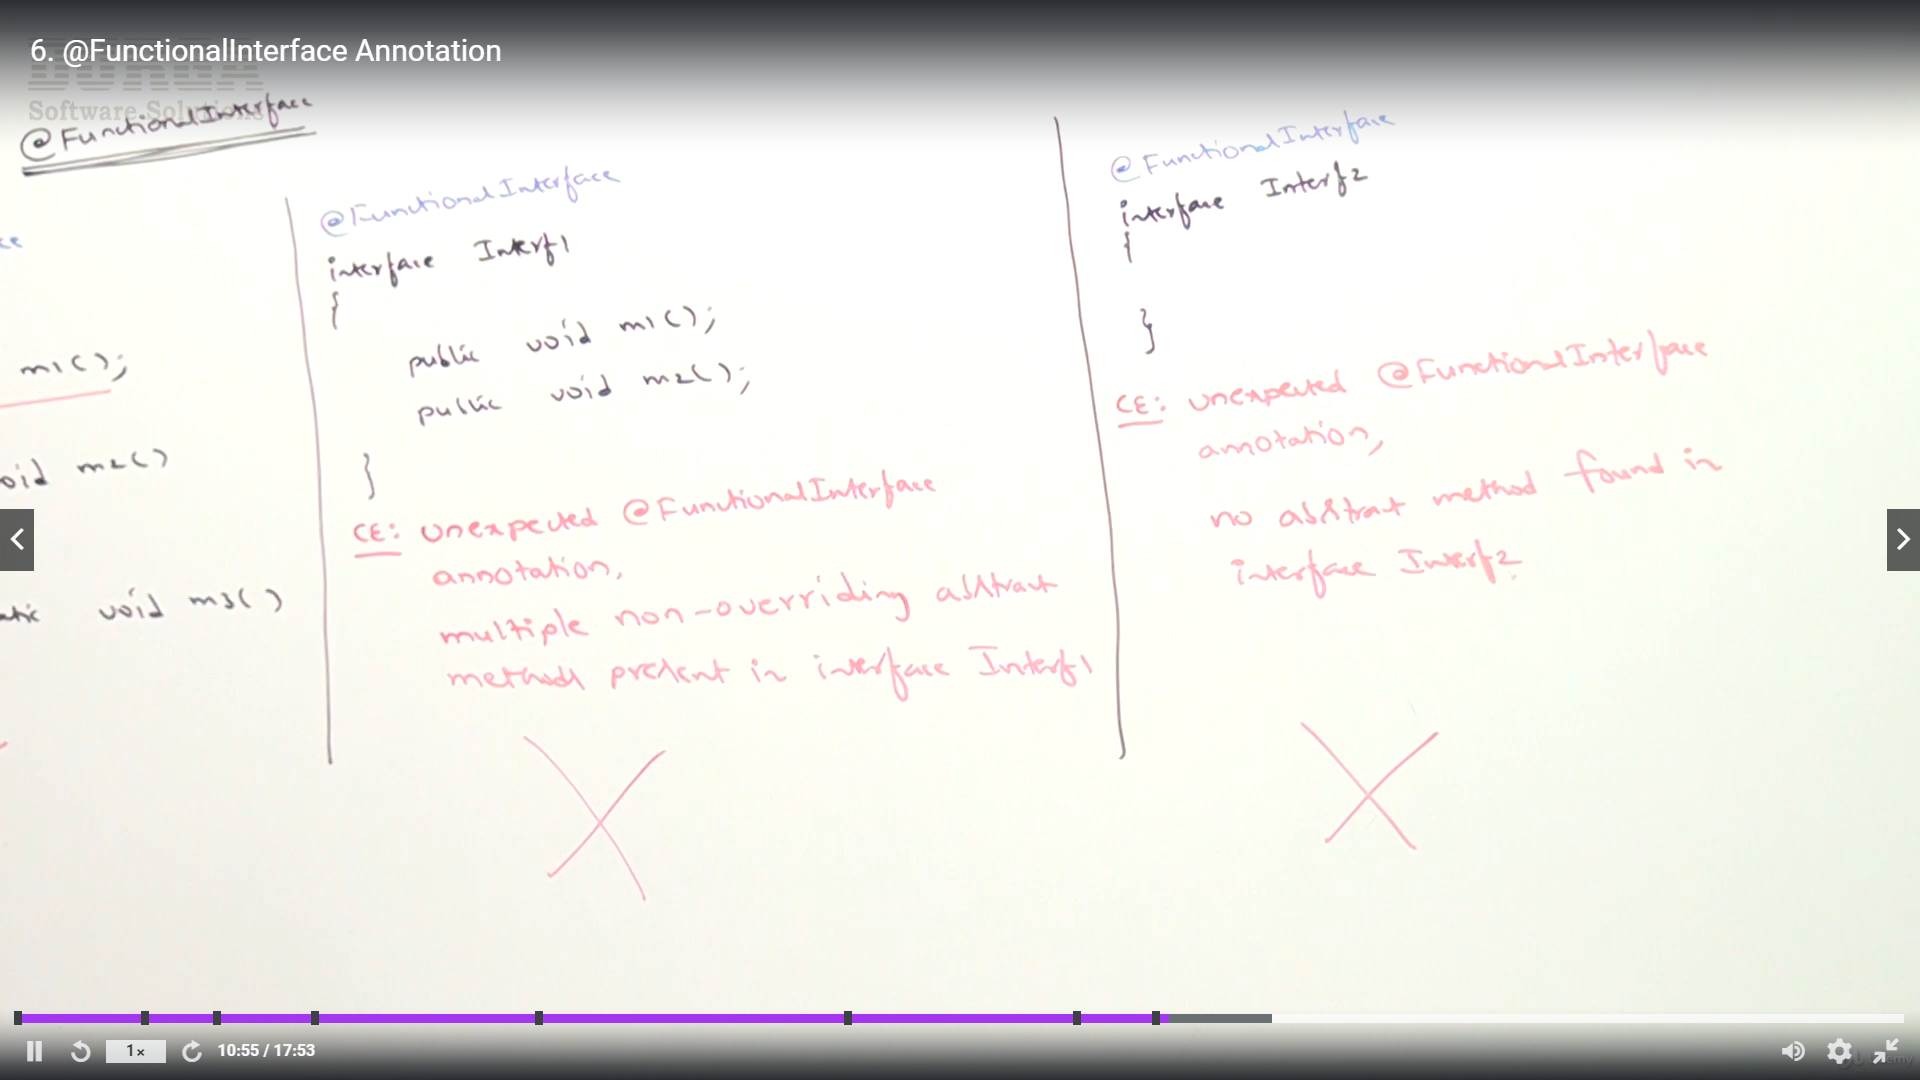 6. @FunctionalInterface Annotation
DURGA
Software Solutions
@FunctionalInterface
ce
m1();
oid m2()
atic void m3()
@FunctionalInterface
interface Interf1
{
public void m1();
public void m2();
}
CE: unexpected @FunctionalInterface
annotation,
multiple non-overriding abstract
methods present in interface Interf1
@FunctionalInterface
interface Interf2
{
}
CE: unexpected @FunctionalInterface
annotation,
no abstract method found in
interface Interf2
1x
10:55 / 17:53